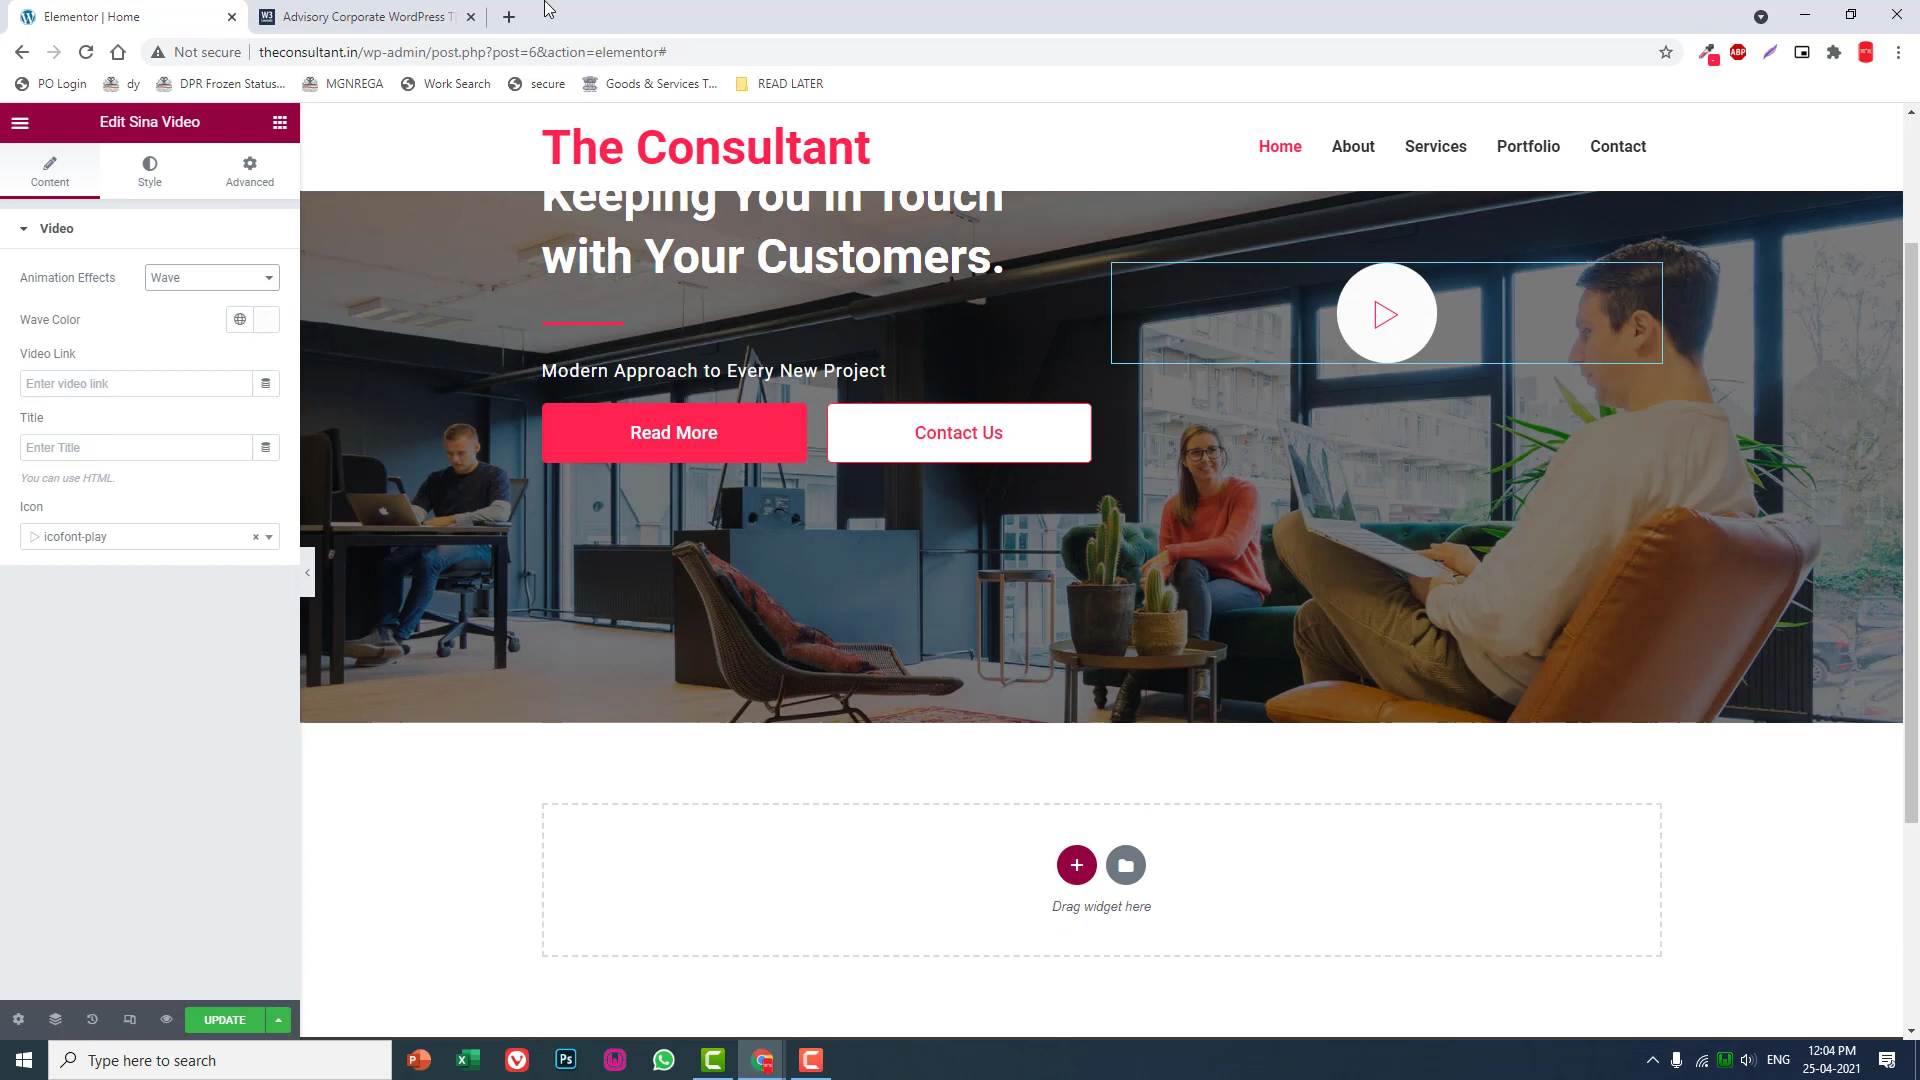 Elementor | Home
Advisory Corporate WordPress T
Not secure
theconsultant.in/wp-admin/post.php?post=6&action=elementor#
PO Login
dy
DPR Frozen Status...
MGNREGA
Work Search
secure
Goods & Services T...
READ LATER
Edit Sina Video
Content
Style
Advanced
Video
Animation Effects
Wave
Wave Color
Video Link
Enter video link
Title
Enter Title
You can use HTML.
Icon
icofont-play
UPDATE
The Consultant
Home
About
Services
Portfolio
Contact
Keeping You in Touch
with Your Customers.
Modern Approach to Every New Project
Read More
Contact Us
Drag widget here
Type here to search
ENG
12:04 PM
25-04-2021